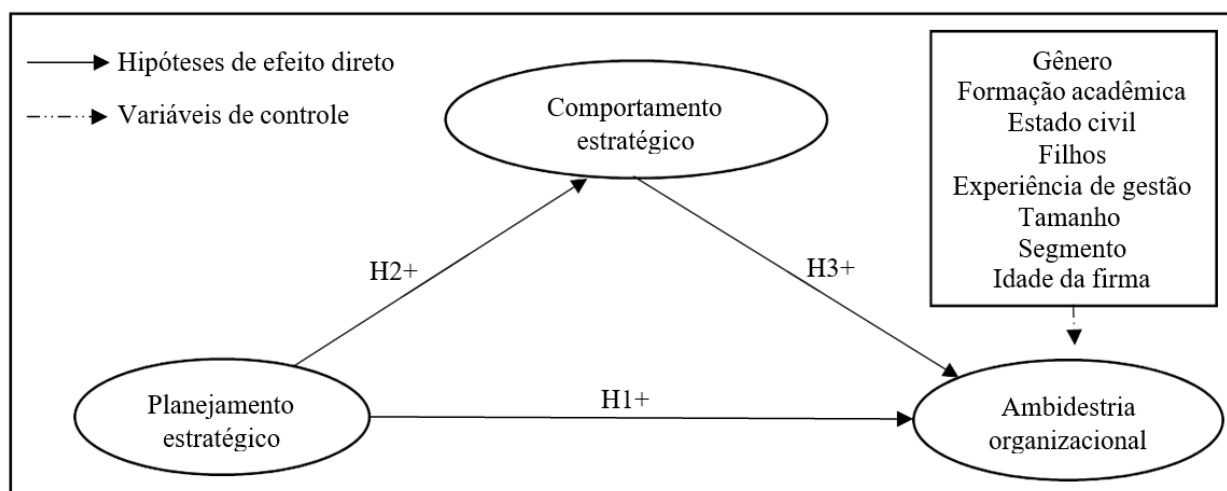 Hipóteses de efeito direto
Variáveis de controle
Comportamento
estratégico
Gênero
Formação acadêmica
Estado civil
Filhos
Experiência de gestão
Tamanho
Segmento
Idade da firma
H2+
H3+
Planejamento
estratégico
H1+
Ambidestria
organizacional